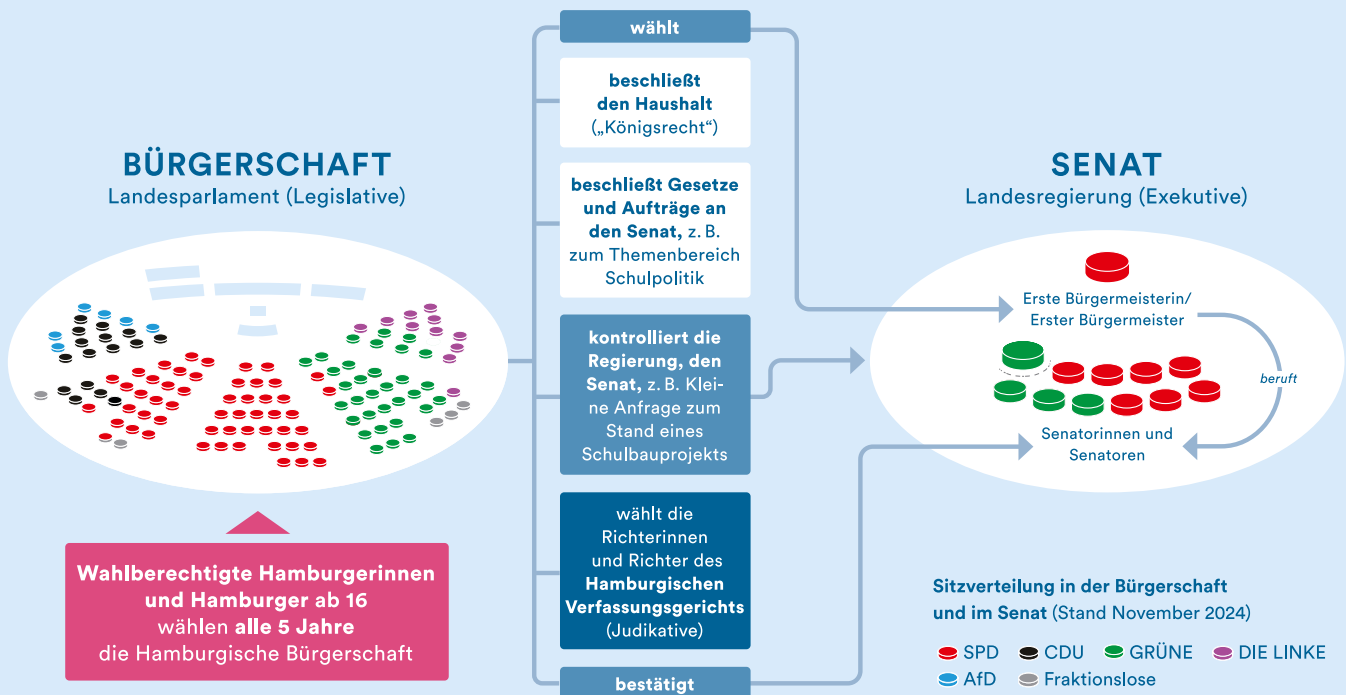 wählt
beschließt
den Haushalt
(„Königsrecht“)
BÜRGERSCHAFT
Landesparlament (Legislative)
beschließt Gesetze
und Aufträge an
den Senat, z. B.
zum Themenbereich
Schulpolitik
kontrolliert die
Regierung, den
Senat, z. B. Klei-
ne Anfrage zum
Stand eines
Schulbauprojekts
wählt die
Richterinnen
und Richter des
Hamburgischen
Verfassungsgerichts
(Judikative)
bestätigt
SENAT
Landesregierung (Exekutive)
Erste Bürgermeisterin/
Erster Bürgermeister
beruft
Senatorinnen und
Senatoren
Wahlberechtigte Hamburgerinnen
und Hamburger ab 16
wählen alle 5 Jahre
die Hamburgische Bürgerschaft
Sitzverteilung in der Bürgerschaft
und im Senat (Stand November 2024)
SPD CDU GRÜNE DIE LINKE
AfD Fraktionslose